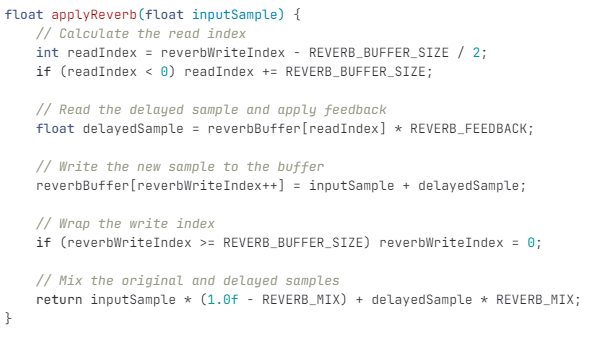 float applyReverb(float inputSample) {
    // Calculate the read index
    int readIndex = reverbWriteIndex - REVERB_BUFFER_SIZE / 2;
    if (readIndex < 0) readIndex += REVERB_BUFFER_SIZE;

    // Read the delayed sample and apply feedback
    float delayedSample = reverbBuffer[readIndex] * REVERB_FEEDBACK;

    // Write the new sample to the buffer
    reverbBuffer[reverbWriteIndex++] = inputSample + delayedSample;

    // Wrap the write index
    if (reverbWriteIndex >= REVERB_BUFFER_SIZE) reverbWriteIndex = 0;

    // Mix the original and delayed samples
    return inputSample * (1.0f - REVERB_MIX) + delayedSample * REVERB_MIX;
}